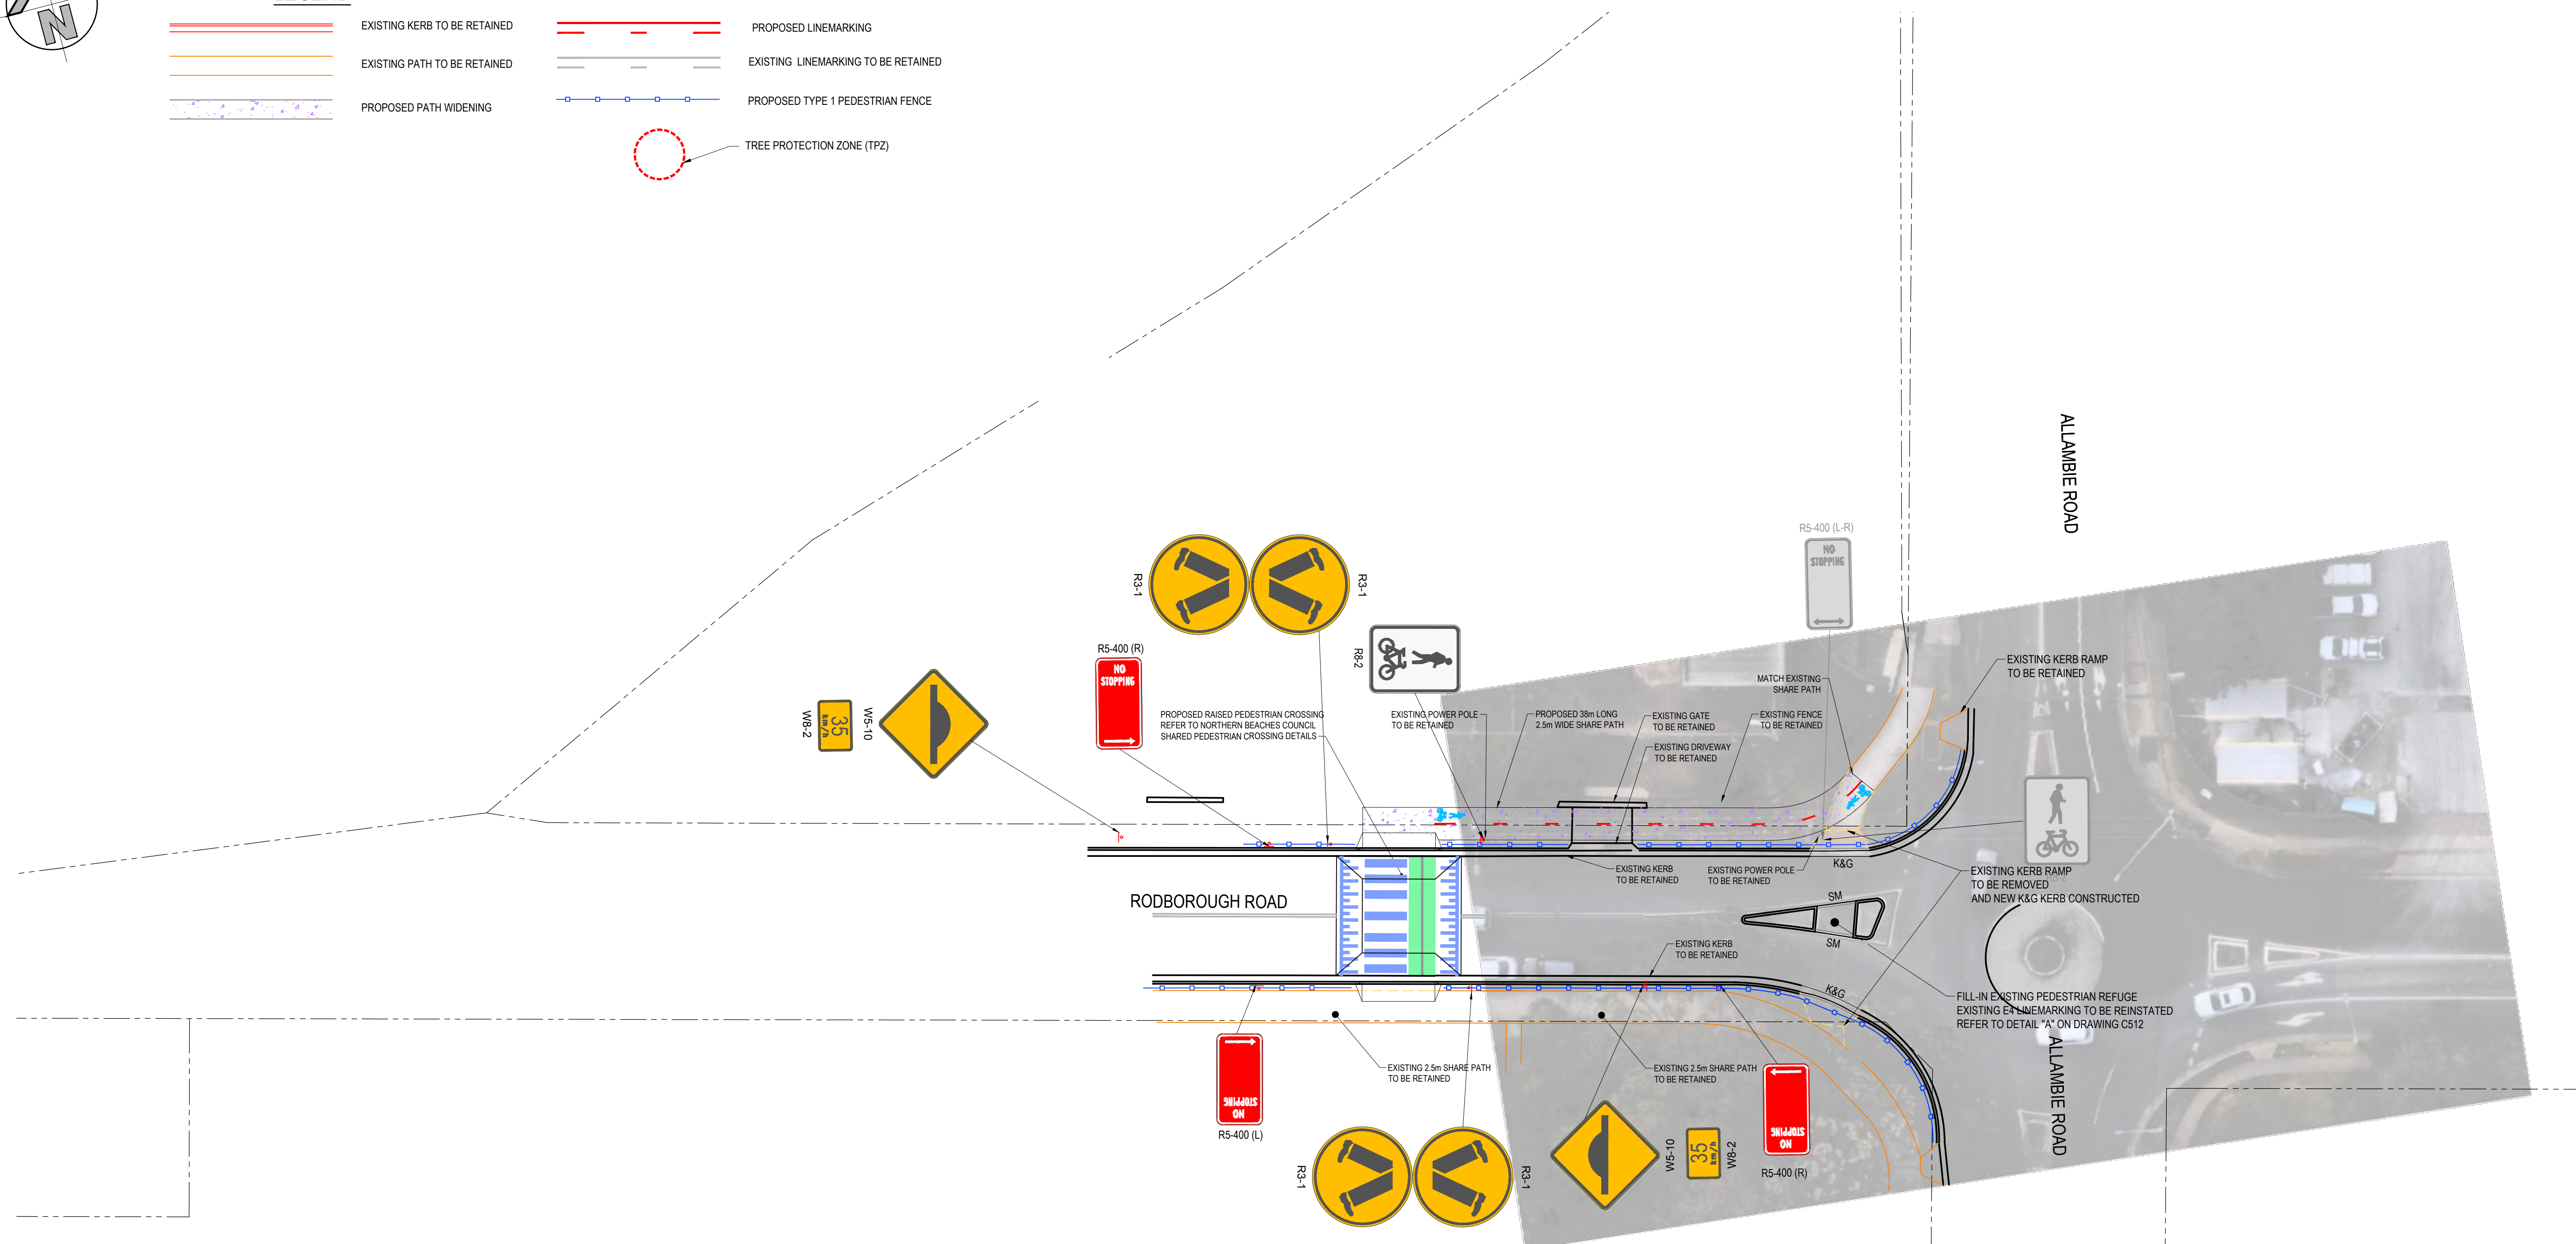 N
EXISTING KERB TO BE RETAINED
EXISTING PATH TO BE RETAINED
PROPOSED PATH WIDENING
PROPOSED LINEMARKING
EXISTING LINEMARKING TO BE RETAINED
PROPOSED TYPE 1 PEDESTRIAN FENCE
TREE PROTECTION ZONE (TPZ)
ALLAMBIE ROAD
R5-400 (L-R)
NO
STOPPING
R3-1
R3-1
R8-2
R5-400 (R)
NO
STOPPING
W8-2
35
km/h
W5-10
PROPOSED RAISED PEDESTRIAN CROSSING
REFER TO NORTHERN BEACHES COUNCIL
SHARED PEDESTRIAN CROSSING DETAILS
EXISTING POWER POLE
TO BE RETAINED
PROPOSED 38m LONG
2.5m WIDE SHARE PATH
EXISTING GATE
TO BE RETAINED
EXISTING DRIVEWAY
TO BE RETAINED
MATCH EXISTING
SHARE PATH
EXISTING FENCE
TO BE RETAINED
EXISTING KERB RAMP
TO BE RETAINED
EXISTING KERB
TO BE RETAINED
EXISTING POWER POLE
TO BE RETAINED
K&G
EXISTING KERB RAMP
TO BE REMOVED
AND NEW K&G KERB CONSTRUCTED
RODBOROUGH ROAD
SM
SM
EXISTING KERB
TO BE RETAINED
K&G
FILL-IN EXISTING PEDESTRIAN REFUGE
EXISTING E4 LINEMARKING TO BE REINSTATED
REFER TO DETAIL "A" ON DRAWING C512
ALLAMBIE ROAD
EXISTING 2.5m SHARE PATH
TO BE RETAINED
EXISTING 2.5m SHARE PATH
TO BE RETAINED
NO
STOPPING
R5-400 (L)
R3-1
R3-1
W5-10
35
km/h
W8-2
NO
STOPPING
R5-400 (R)